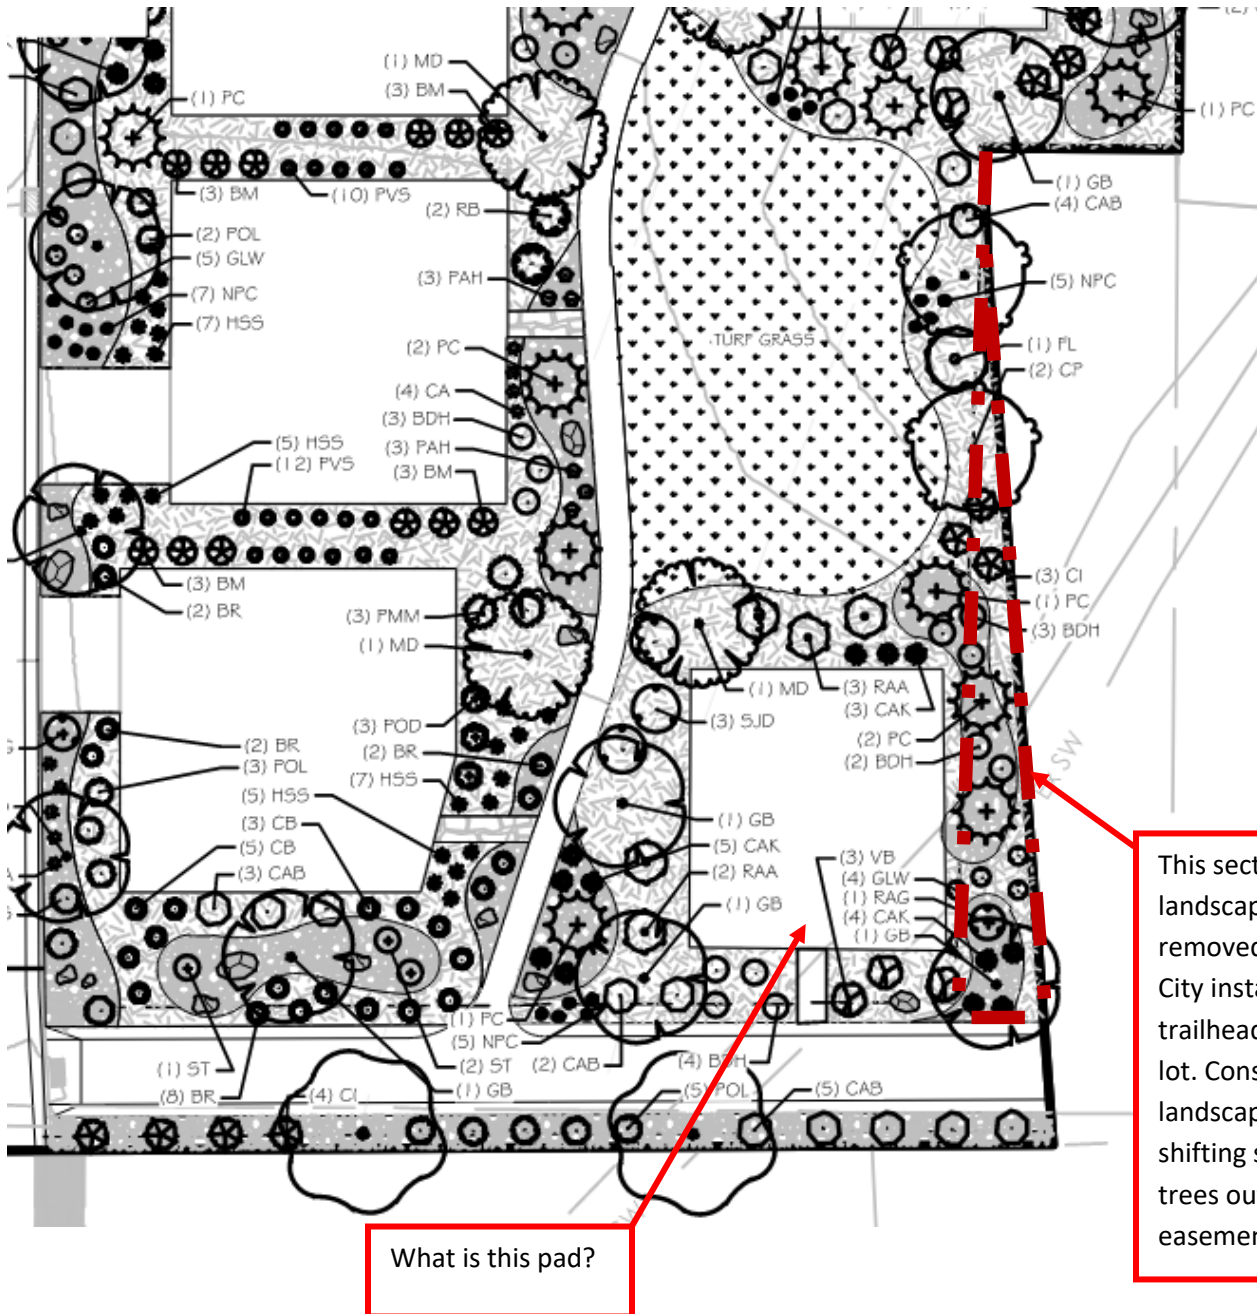 (1) MD
(3) BM
(1) PC
(1) PC
(3) BM
(10) PVS
(2) RB
(1) GB
(4) CAB
(2) POL
(5) GLW
(7) NPC
(7) HSS
(3) PAH
(5) NPC
TURF GRASS
(2) PC
(1) PL
(2) CP
(4) CA
(3) BDH
(3) PAH
(3) BM
(5) HSS
(12) PVS
(3) BM
(2) BR
(3) CI
(1) PC
(3) BDH
(3) PMM
(1) MD
(1) MD
(3) RAA
(3) CAK
(3) SJD
(3) POD
(2) BR
(7) HSS
(2) PC
(2) BDH
(2) BR
(3) POL
(5) HSS
(3) CB
(5) CB
(3) CAB
SW
(1) GB
(5) CAK
(2) RAA
(1) GB
(3) VB
(4) GLW
(1) RAG
(4) CAK
(1) GB
This
landscap
removed
City
trailhead
lot.
landscap
shifting
trees
easemen
(1) PC
(5) NPC
(1) ST
(8) BR
(4) CI
(2) ST
(1) GB
(2) CAB
(4) BDH
(5) POL
(5) CAB
What is this pad?